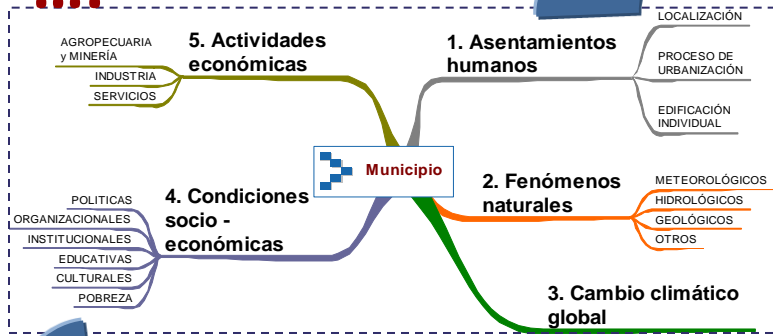 Municipio
1. Asentamientos
humanos
LOCALIZACIÓN
PROCESO DE
URBANIZACIÓN
EDIFICACIÓN
INDIVIDUAL
2. Fenómenos
naturales
METEOROLÓGICOS
HIDROLÓGICOS
GEOLÓGICOS
OTROS
3. Cambio climático
global
4. Condiciones
socio -
económicas
POLITICAS
ORGANIZACIONALES
INSTITUCIONALES
EDUCATIVAS
CULTURALES
POBREZA
5. Actividades
económicas
AGROPECUARIA
y MINERÍA
INDUSTRIA
SERVICIOS